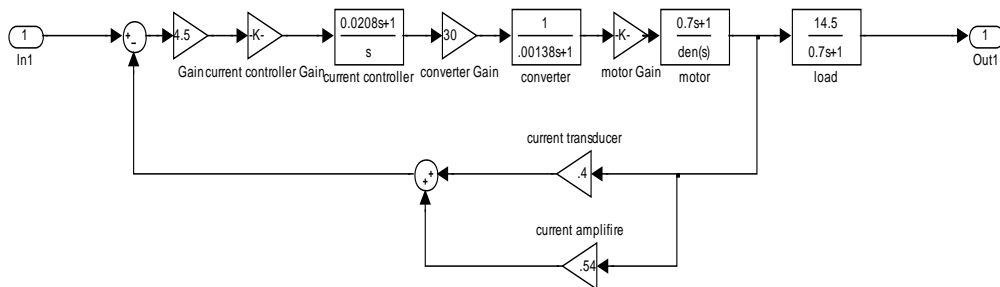 1
In1
+
−
4.5
Gain
-K-
current controller Gain
0.0208s+1
s
current controller
30
converter Gain
1
.00138s+1
converter
-K-
motor Gain
0.7s+1
den(s)
motor
14.5
0.7s+1
load
1
Out1
current transducer
.4
+
+
current amplifire
.54